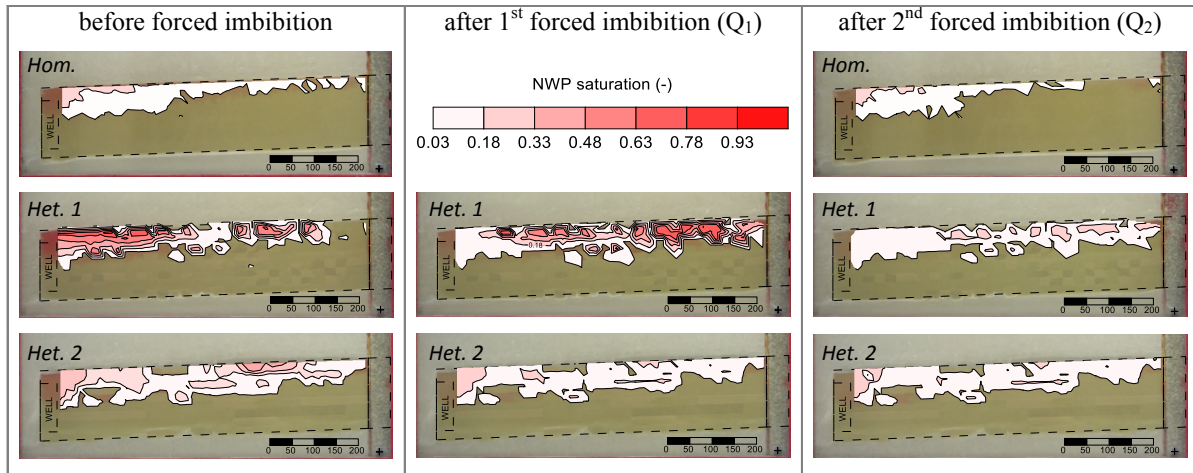 before forced imbibition
after 1st forced imbibition (Q1)
after 2nd forced imbibition (Q2)
Hom.
WELL
0 50 100 150 200
NWP saturation (-)
0.03 0.18 0.33 0.48 0.63 0.78 0.93
Hom.
WELL
0 50 100 150 200
Het. 1
WELL
0 50 100 150 200
Het. 1
0.18
WELL
0 50 100 150 200
Het. 1
WELL
0 50 100 150 200
Het. 2
WELL
0 50 100 150 200
Het. 2
WELL
0 50 100 150 200
Het. 2
WELL
0 50 100 150 200